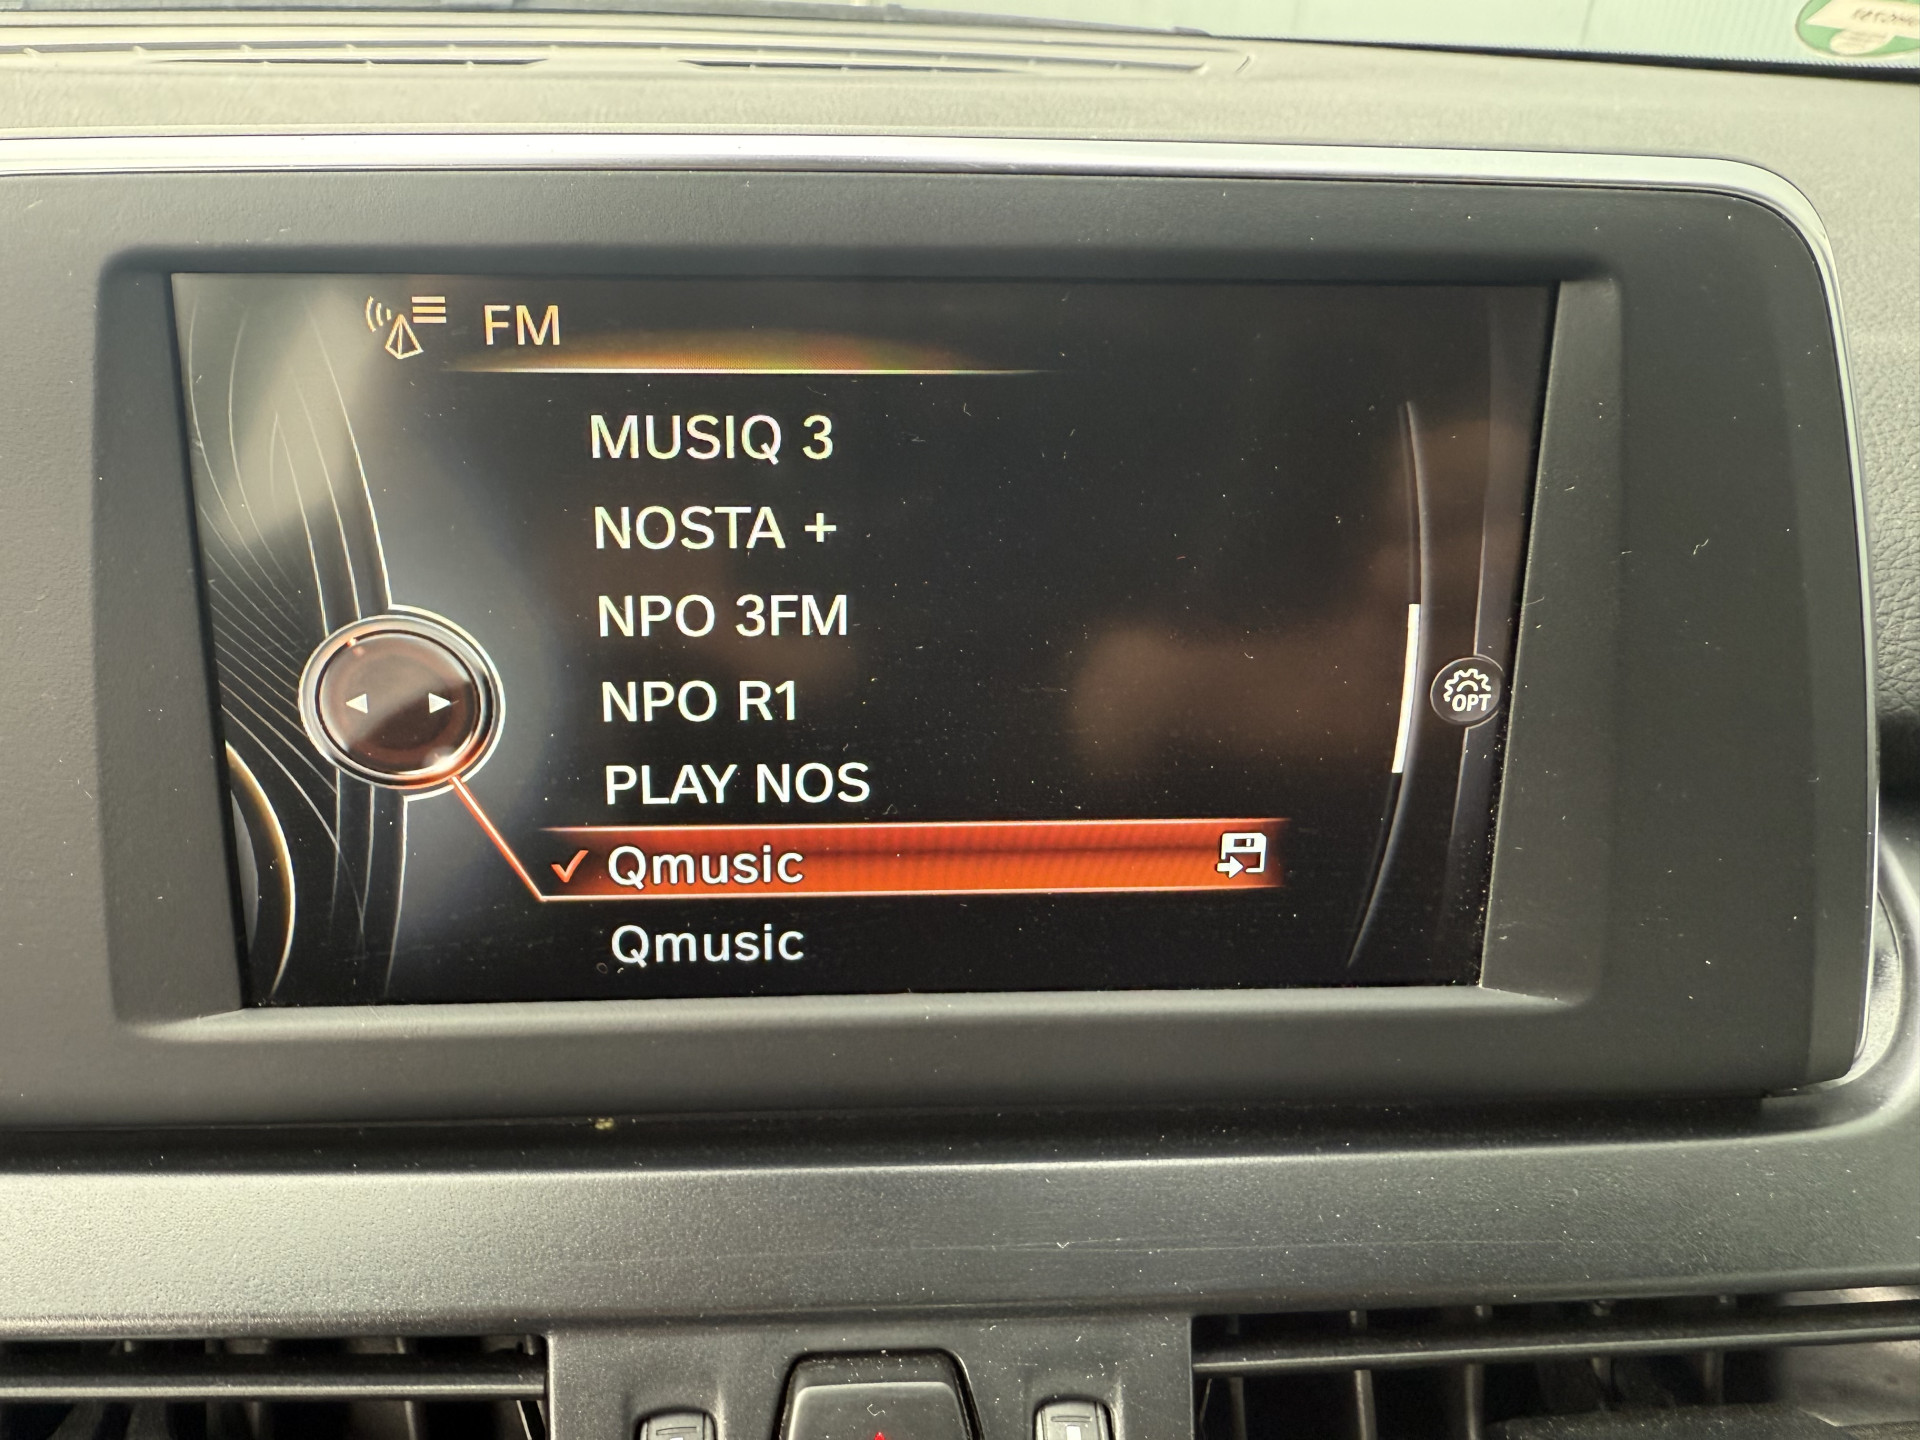 FM
MUSIQ 3
NOSTA +
NPO 3FM
NPO R1
PLAY NOS
Qmusic
Qmusic
OPT